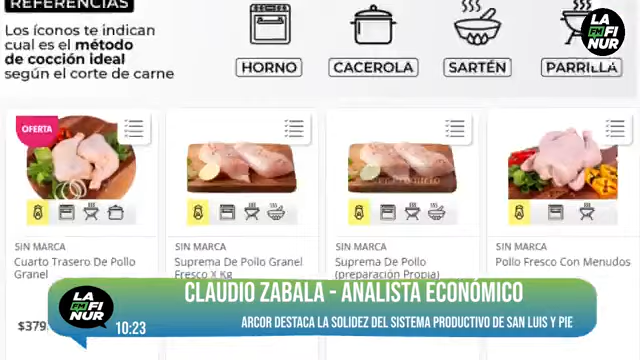 REFERENCIAS
Los íconos te indican
cual es el método
de cocción ideal
según el corte de carne
HORNO
CACEROLA
SARTÉN
PARRILLA
LA
FM
FI
NUR
OFERTA
SIN MARCA
Cuarto Trasero De Pollo
Granel
SIN MARCA
Suprema De Pollo Granel
Fresco X Kg
SIN MARCA
Suprema De Pollo
(preparación Propia)
SIN MARCA
Pollo Fresco Con Menudos
$379
LA
FM
FI
NUR
10:23
CLAUDIO ZABALA - ANALISTA ECONÓMICO
ARCOR DESTACA LA SOLIDEZ DEL SISTEMA PRODUCTIVO DE SAN LUIS Y PIE